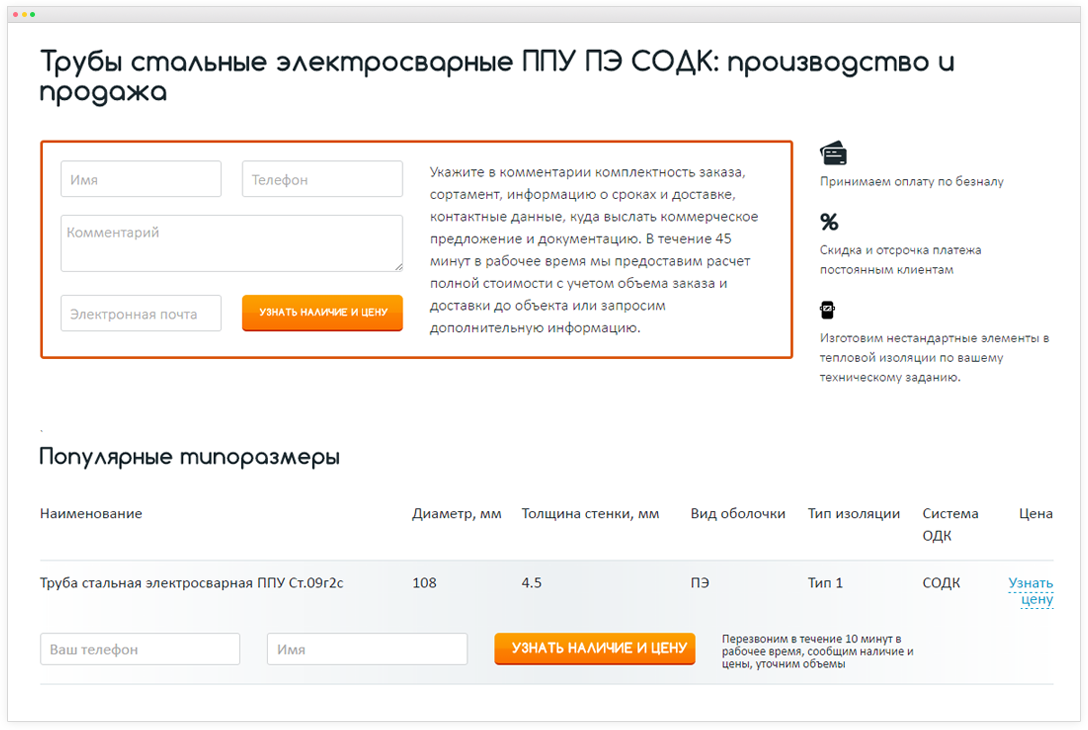 Трубы стальные электросварные ППУ ПЭ СОДК: производство и
продажа
Имя
Телефон
Комментарий
Электронная почта
УЗНАТЬ НАЛИЧИЕ И ЦЕНУ
Укажите в комментарии комплектность заказа,
сортамент, информацию о сроках и доставке,
контактные данные, куда выслать коммерческое
предложение и документацию. В течение 45
минут в рабочее время мы предоставим расчет
полной стоимости с учетом объема заказа и
доставки до объекта или запросим
дополнительную информацию.
Принимаем оплату по безналу
%
Скидка и отсрочка платежа
постоянным клиентам
Изготовим нестандартные элементы в
тепловой изоляции по вашему
техническому заданию.
.
Популярные типоразмеры
Наименование
Диаметр, мм
Толщина стенки, мм
Вид оболочки
Тип изоляции
Система
ОДК
Цена
Труба стальная электросварная ППУ Ст.09г2с
108
4.5
ПЭ
Тип 1
СОДК
Узнать
цену
Ваш телефон
Имя
УЗНАТЬ НАЛИЧИЕ И ЦЕНУ
Перезвоним в течение 10 минут в
рабочее время, сообщим наличие и
цены, уточним объемы